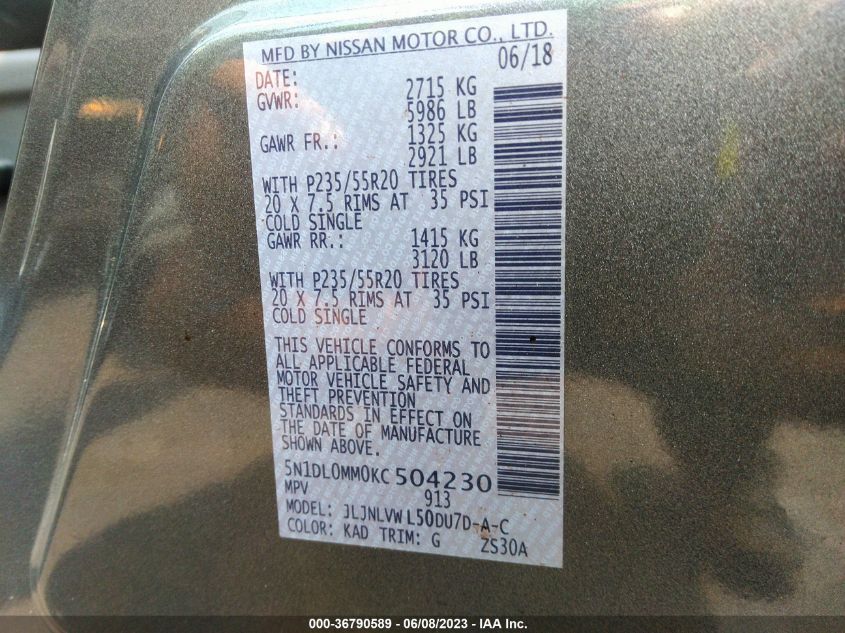 MFD BY NISSAN MOTOR CO., LTD.
DATE: 06/18
GVWR: 2715 KG
5986 LB
GAWR FR.: 1325 KG
2921 LB
WITH P235/55R20 TIRES
20 X 7.5 RIMS AT 35 PSI
COLD SINGLE
GAWR RR.: 1415 KG
3120 LB
WITH P235/55R20 TIRES
20 X 7.5 RIMS AT 35 PSI
COLD SINGLE
THIS VEHICLE CONFORMS TO
ALL APPLICABLE FEDERAL
MOTOR VEHICLE SAFETY AND
THEFT PREVENTION
STANDARDS IN EFFECT ON
THE DATE OF MANUFACTURE
SHOWN ABOVE.
5N1DL0MM0KC504230
MPV 913
MODEL: JLJNLVWL50DU7D-A-C
COLOR: KAD TRIM: G ZS30A
000-36790589 - 06/08/2023 - IAA Inc.